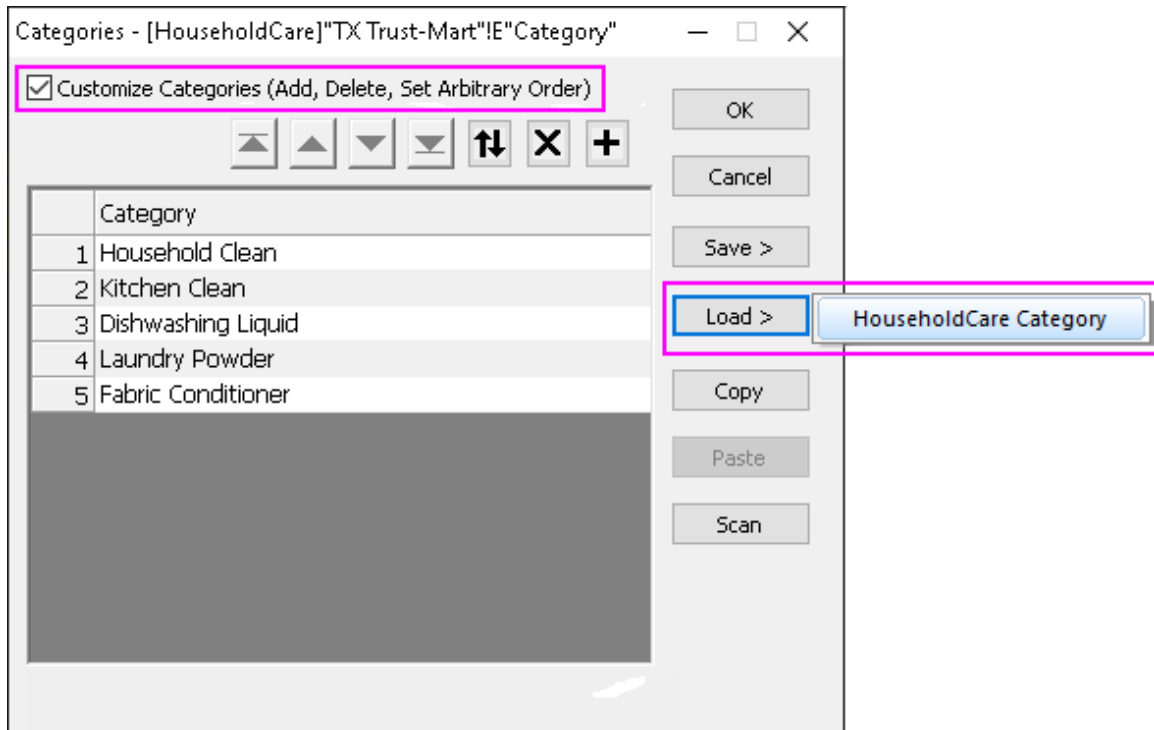 Categories - [HouseholdCare]"TX Trust-Mart"!E"Category"
Customize Categories (Add, Delete, Set Arbitrary Order)
OK
Cancel
Category
1 Household Clean
Save >
2 Kitchen Clean
3 Dishwashing Liquid
Load >
HouseholdCare Category
4 Laundry Powder
5 Fabric Conditioner
Copy
Paste
Scan